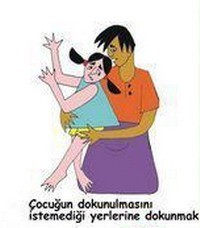 Çocuğun dokunulmasını
istemediği yerlerine dokunmak